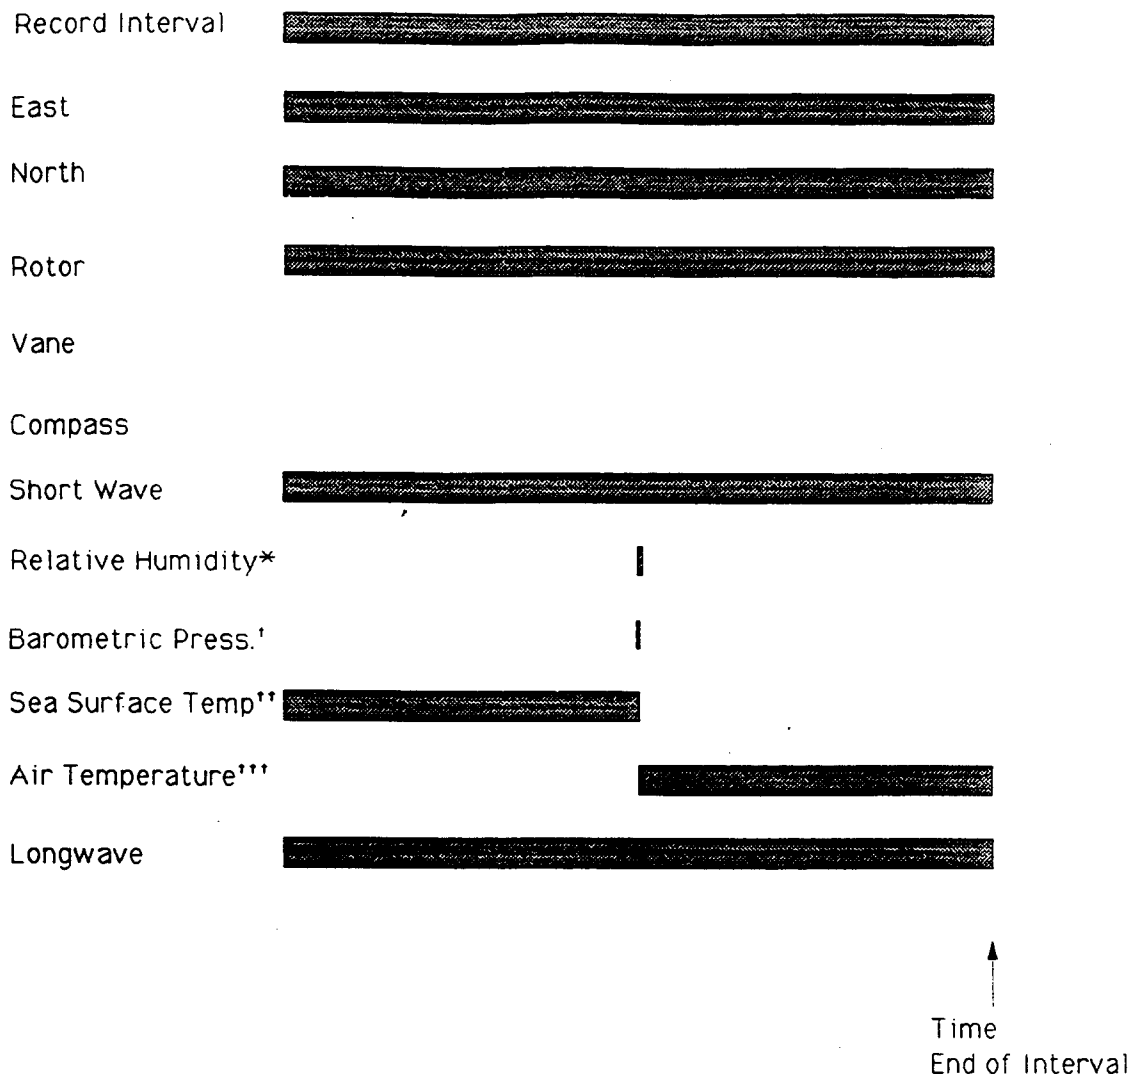 Record Interval
East
North
Rotor
Vane
Compass
Short Wave
Relative Humidity*
Barometric Press.†
Sea Surface Temp††
Air Temperature†††
Longwave
Time
End of Interval